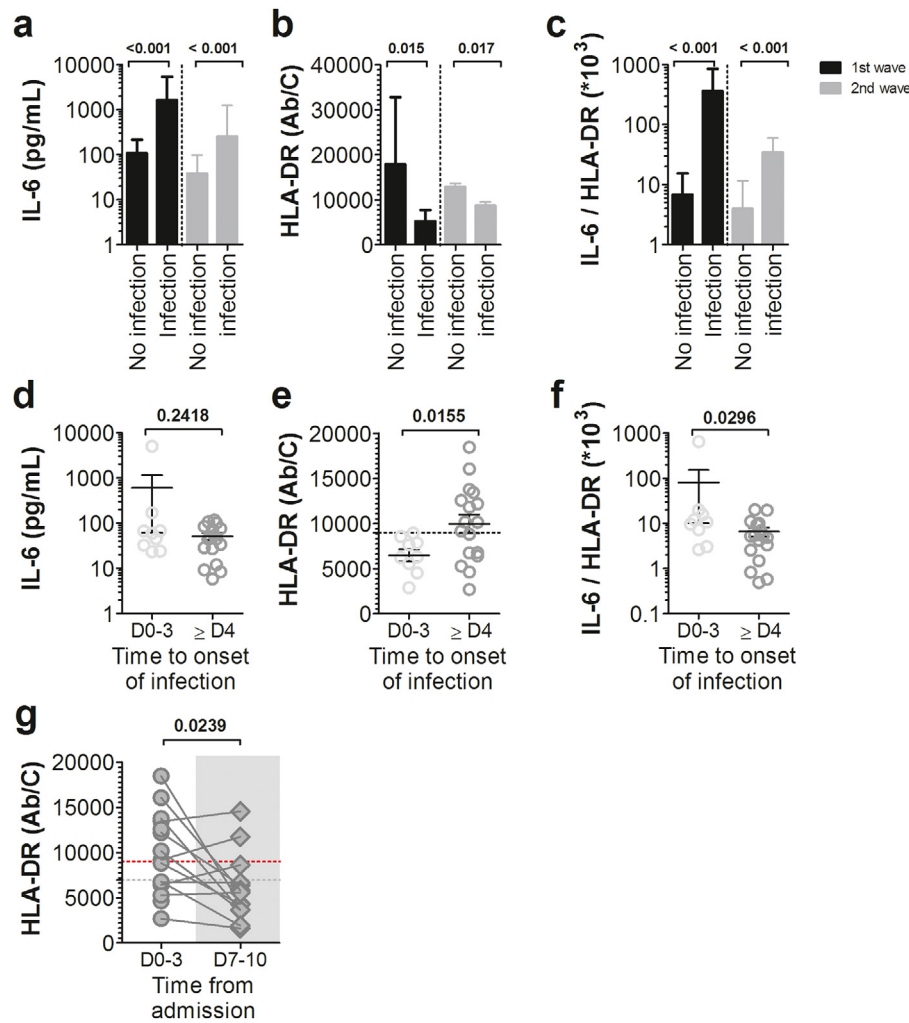 a
b
c
< 0.001
< 0.001
0.015
0.017
< 0.001
< 0.001
1st wave
2nd wave
IL-6 (pg/mL)
10000
1000
100
10
1
HLA-DR (Ab/C)
40000
30000
20000
10000
0
IL-6 / HLA-DR (*10³)
1000
100
10
1
No infection
Infection
No infection
infection
No infection
Infection
No infection
infection
No infection
Infection
No infection
infection
d
e
f
0.2418
0.0155
0.0296
IL-6 (pg/mL)
10000
1000
100
10
1
HLA-DR (Ab/C)
20000
15000
10000
5000
0
IL-6 / HLA-DR (*10³)
1000
100
10
1
0.1
D0-3
≥ D4
D0-3
≥ D4
D0-3
≥ D4
Time to onset
of infection
Time to onset
of infection
Time to onset
of infection
g
0.0239
HLA-DR (Ab/C)
20000
15000
10000
5000
0
D0-3
D7-10
Time from
admission